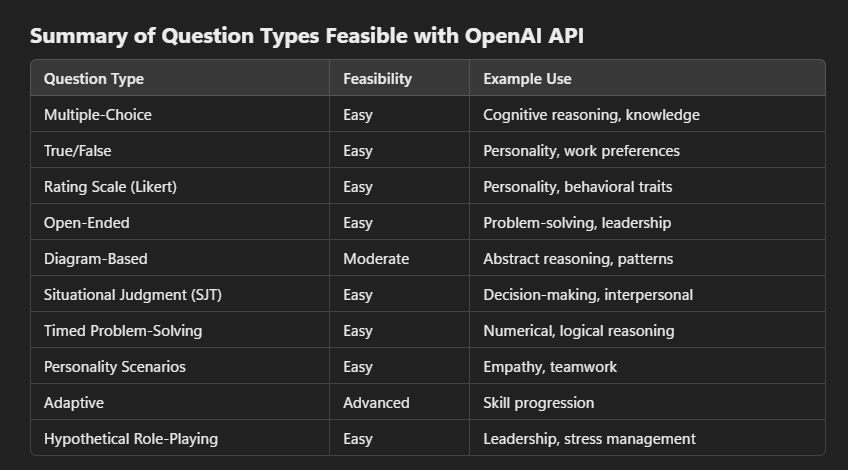 Summary of Question Types Feasible with OpenAI API
Question Type Feasibility Example Use
Multiple-Choice Easy Cognitive reasoning, knowledge
True/False Easy Personality, work preferences
Rating Scale (Likert) Easy Personality, behavioral traits
Open-Ended Easy Problem-solving, leadership
Diagram-Based Moderate Abstract reasoning, patterns
Situational Judgment (SJT) Easy Decision-making, interpersonal
Timed Problem-Solving Easy Numerical, logical reasoning
Personality Scenarios Easy Empathy, teamwork
Adaptive Advanced Skill progression
Hypothetical Role-Playing Easy Leadership, stress management